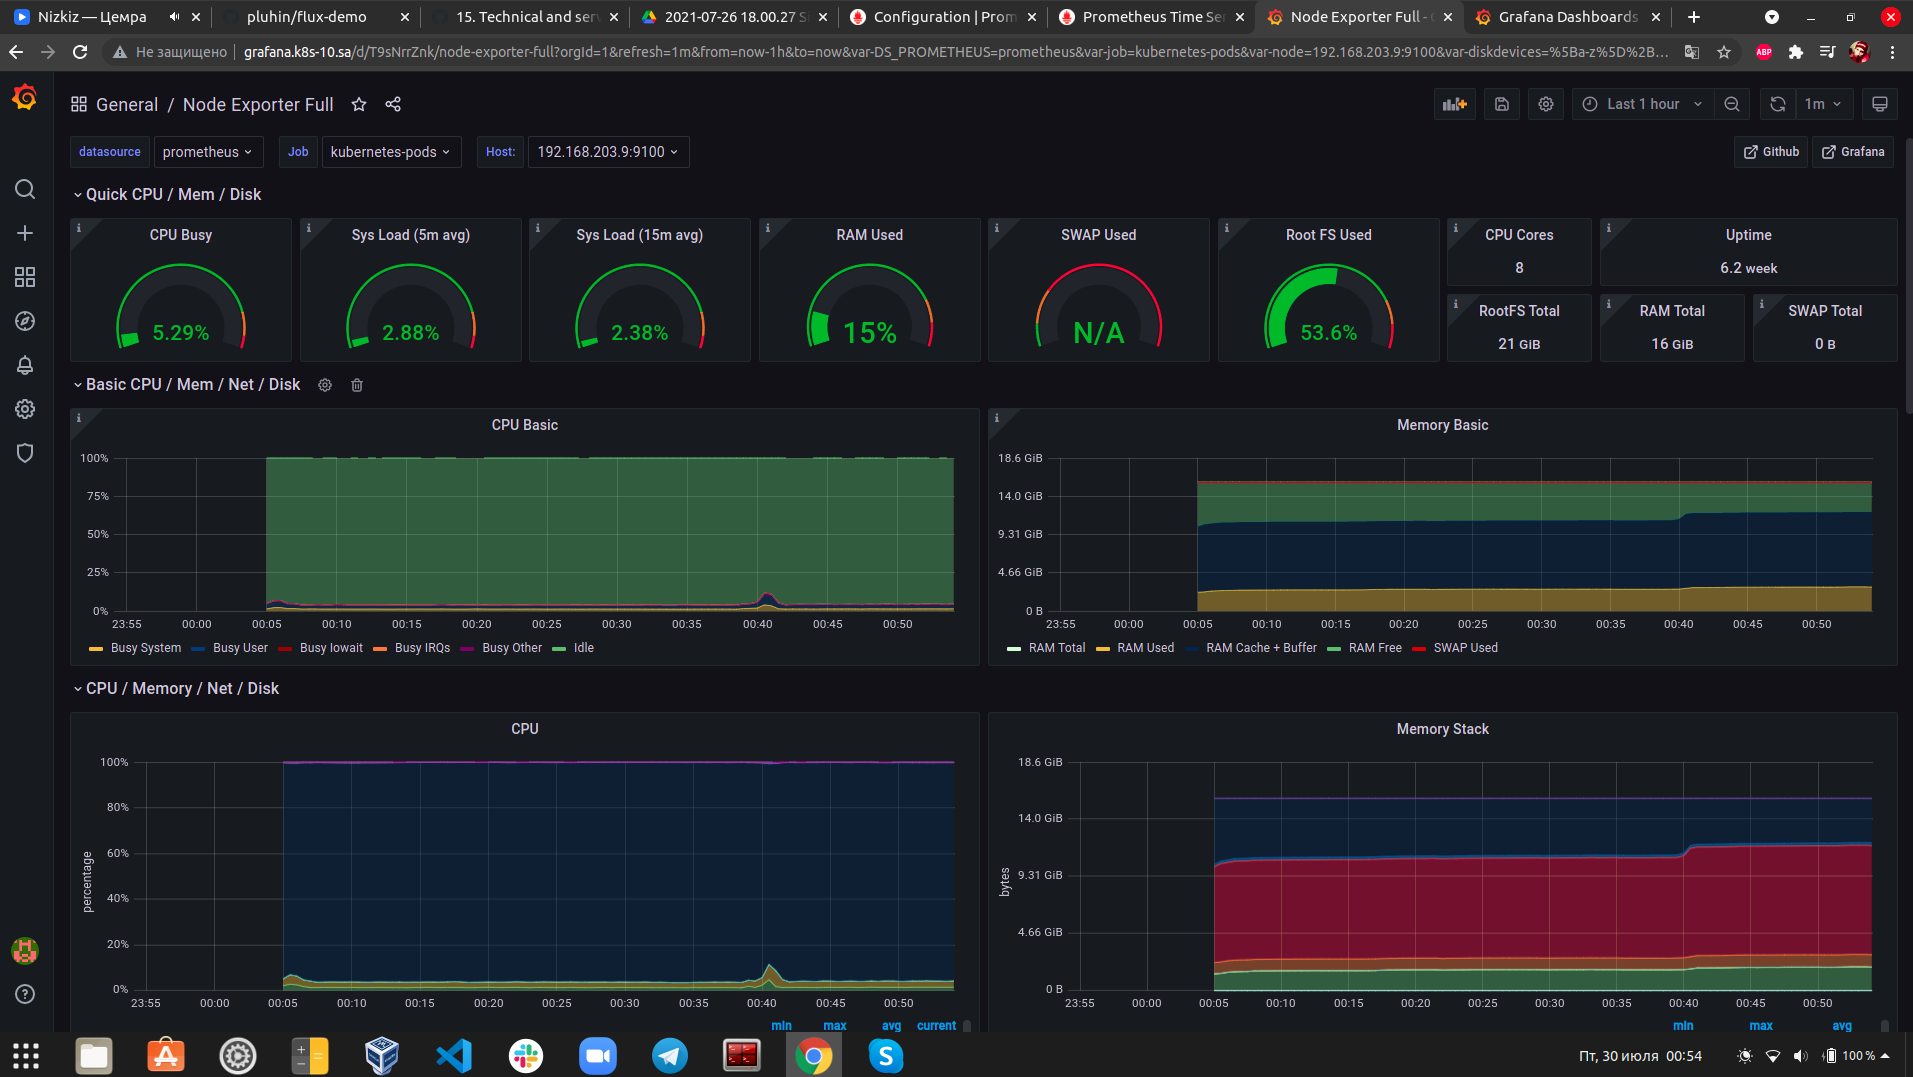 Nizkiz — Цемра
pluhin/flux-demo
15. Technical and serv
2021-07-26 18.00.27 Si
Configuration | Prom
Prometheus Time Ser
Node Exporter Full - G
Grafana Dashboards
Не защищено
grafana.k8s-10.sa/d/T9sNrrZnk/node-exporter-full?orgId=1&refresh=1m&from=now-1h&to=now&var-DS_PROMETHEUS=prometheus&var-job=kubernetes-pods&var-node=192.168.203.9:9100&var-diskdevices=%5Ba-z%5D%2B...
ABP
General / Node Exporter Full
Last 1 hour
1m
datasource prometheus Job kubernetes-pods Host: 192.168.203.9:9100
Github Grafana
Quick CPU / Mem / Disk
CPU Busy
5.29%
Sys Load (5m avg)
2.88%
Sys Load (15m avg)
2.38%
RAM Used
15%
SWAP Used
N/A
Root FS Used
53.6%
CPU Cores
8
Uptime
6.2 week
RootFS Total
21 GiB
RAM Total
16 GiB
SWAP Total
0 B
Basic CPU / Mem / Net / Disk
CPU Basic
100%
75%
50%
25%
0%
23:55 00:00 00:05 00:10 00:15 00:20 00:25 00:30 00:35 00:40 00:45 00:50
Busy System Busy User Busy Iowait Busy IRQs Busy Other Idle
Memory Basic
18.6 GiB
14.0 GiB
9.31 GiB
4.66 GiB
0 B
23:55 00:00 00:05 00:10 00:15 00:20 00:25 00:30 00:35 00:40 00:45 00:50
RAM Total RAM Used RAM Cache + Buffer RAM Free SWAP Used
CPU / Memory / Net / Disk
CPU
percentage
100%
80%
60%
40%
20%
0%
23:55 00:00 00:05 00:10 00:15 00:20 00:25 00:30 00:35 00:40 00:45 00:50
min max avg current
Memory Stack
bytes
18.6 GiB
14.0 GiB
9.31 GiB
4.66 GiB
0 B
23:55 00:00 00:05 00:10 00:15 00:20 00:25 00:30 00:35 00:40 00:45 00:50
min max avg
Пт, 30 июля 00:54
100 %